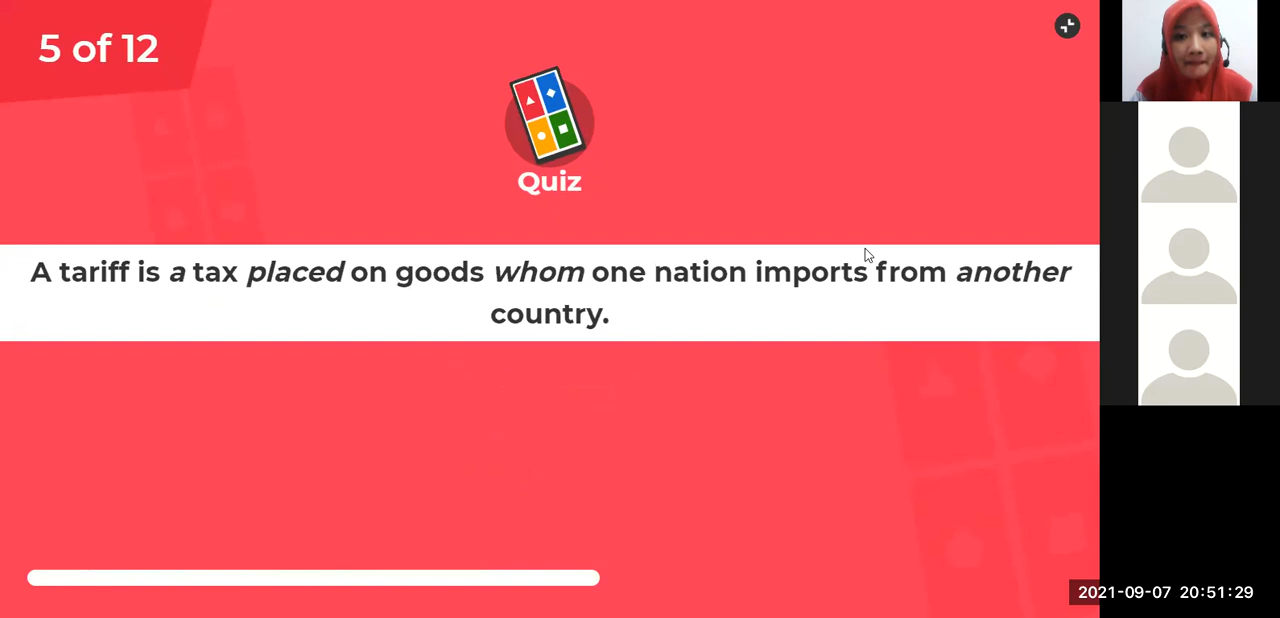 5 of 12
Quiz
A tariff is a tax placed on goods whom one nation imports from another
country.
2021-09-07 20:51:29